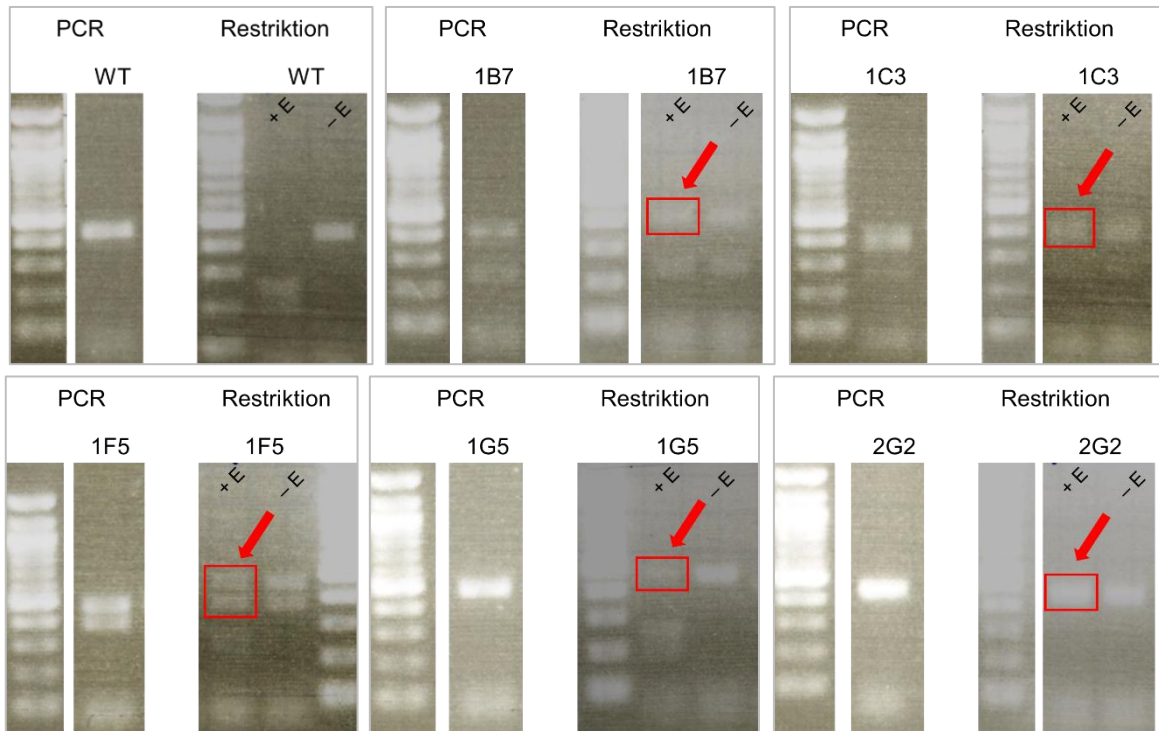 PCR Restriktion
WT WT
+ E – E
PCR Restriktion
1B7 1B7
+ E – E
PCR Restriktion
1C3 1C3
+ E – E
PCR Restriktion
1F5 1F5
+ E – E
PCR Restriktion
1G5 1G5
+ E – E
PCR Restriktion
2G2 2G2
+ E – E